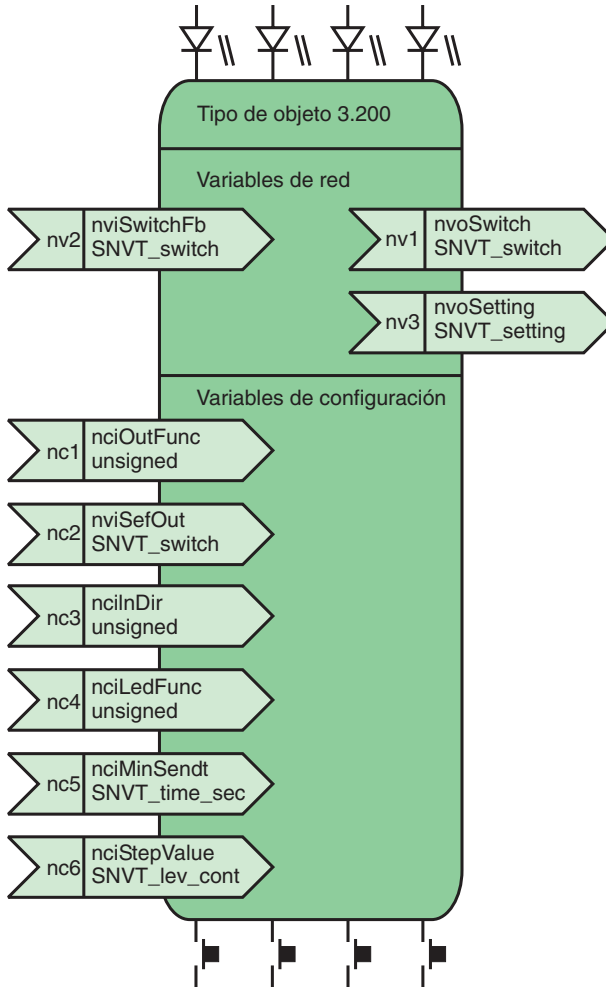 Tipo de objeto 3.200
Variables de red
nv2
nviSwitchFb
SNVT_switch
nv1
nvoSwitch
SNVT_switch
nv3
nvoSetting
SNVT_setting
Variables de configuración
nc1
nciOutFunc
unsigned
nc2
nviSefOut
SNVT_switch
nc3
nciInDir
unsigned
nc4
nciLedFunc
unsigned
nc5
nciMinSendt
SNVT_time_sec
nc6
nciStepValue
SNVT_lev_cont